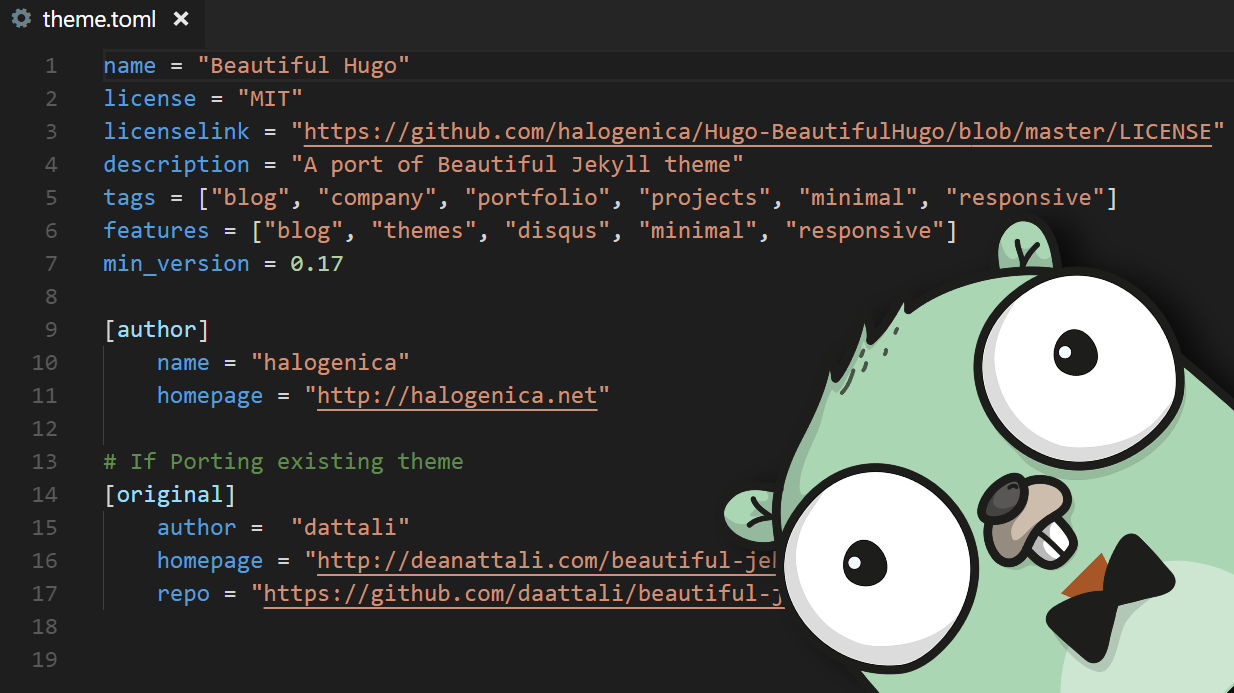 theme.toml
1 name = "Beautiful Hugo"
2 license = "MIT"
3 licenselink = "https://github.com/halogenica/Hugo-BeautifulHugo/blob/master/LICENSE"
4 description = "A port of Beautiful Jekyll theme"
5 tags = ["blog", "company", "portfolio", "projects", "minimal", "responsive"]
6 features = ["blog", "themes", "disqus", "minimal", "responsive"]
7 min_version = 0.17
8
9 [author]
10 name = "halogenica"
11 homepage = "http://halogenica.net"
12
13 # If Porting existing theme
14 [original]
15 author =  "dattali"
16 homepage = "http://deanattali.com/beautiful-je
17 repo = "https://github.com/daattali/beautiful-j
18
19